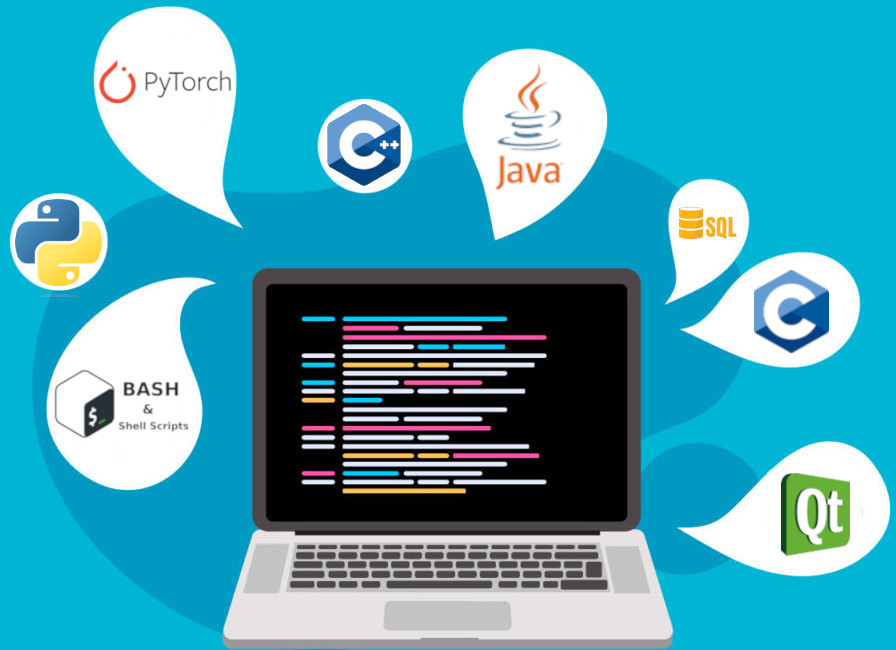 PyTorch
C++
Java
SQL
C
BASH
&
Shell Scripts
$_
Qt